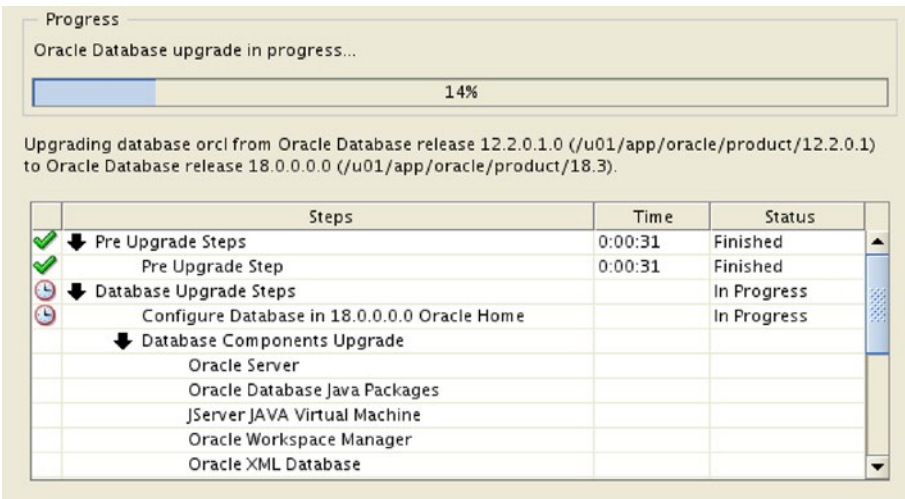 Progress
Oracle Database upgrade in progress...
14%
Upgrading database orcl from Oracle Database release 12.2.0.1.0 (/u01/app/oracle/product/12.2.0.1)
to Oracle Database release 18.0.0.0.0 (/u01/app/oracle/product/18.3).
Steps Time Status
Pre Upgrade Steps 0:00:31 Finished
Pre Upgrade Step 0:00:31 Finished
Database Upgrade Steps In Progress
Configure Database in 18.0.0.0.0 Oracle Home In Progress
Database Components Upgrade
Oracle Server
Oracle Database Java Packages
JServer JAVA Virtual Machine
Oracle Workspace Manager
Oracle XML Database